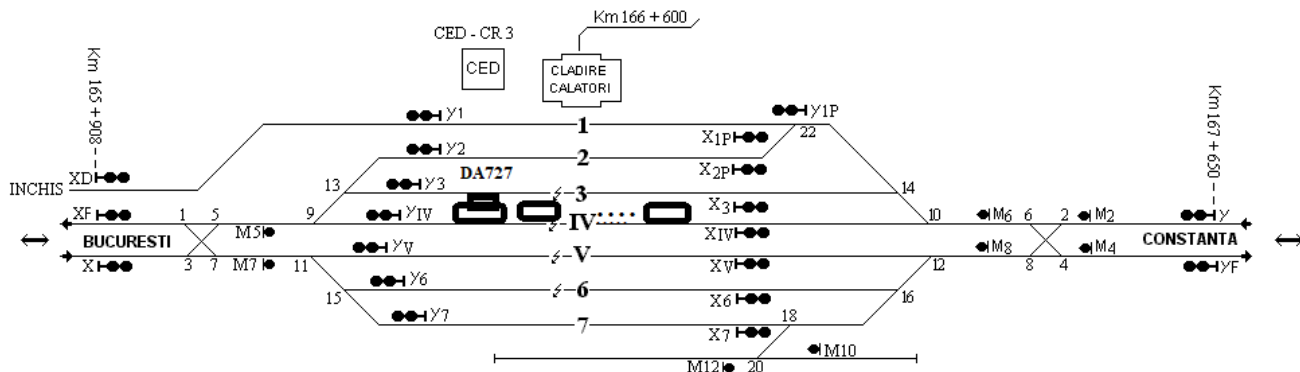 Km 166 + 600
CED - CR 3
CED
CLADIRE
CALATORI
Km 165 + 908
Km 167 + 650
Y1
Y1P
1
X1P
22
Y2
2
X2P
XD
INCHIS
DA727
13
Y3
3
X3
14
XF
1
5
9
YIV
IV
10
M6
6
2
M2
Y
M5
XIV
BUCURESTI
YV
V
XV
M8
M4
CONSTANTA
X
3
7
M7
11
12
8
4
YF
15
Y6
6
X6
16
Y7
7
X7
18
M10
M12
20